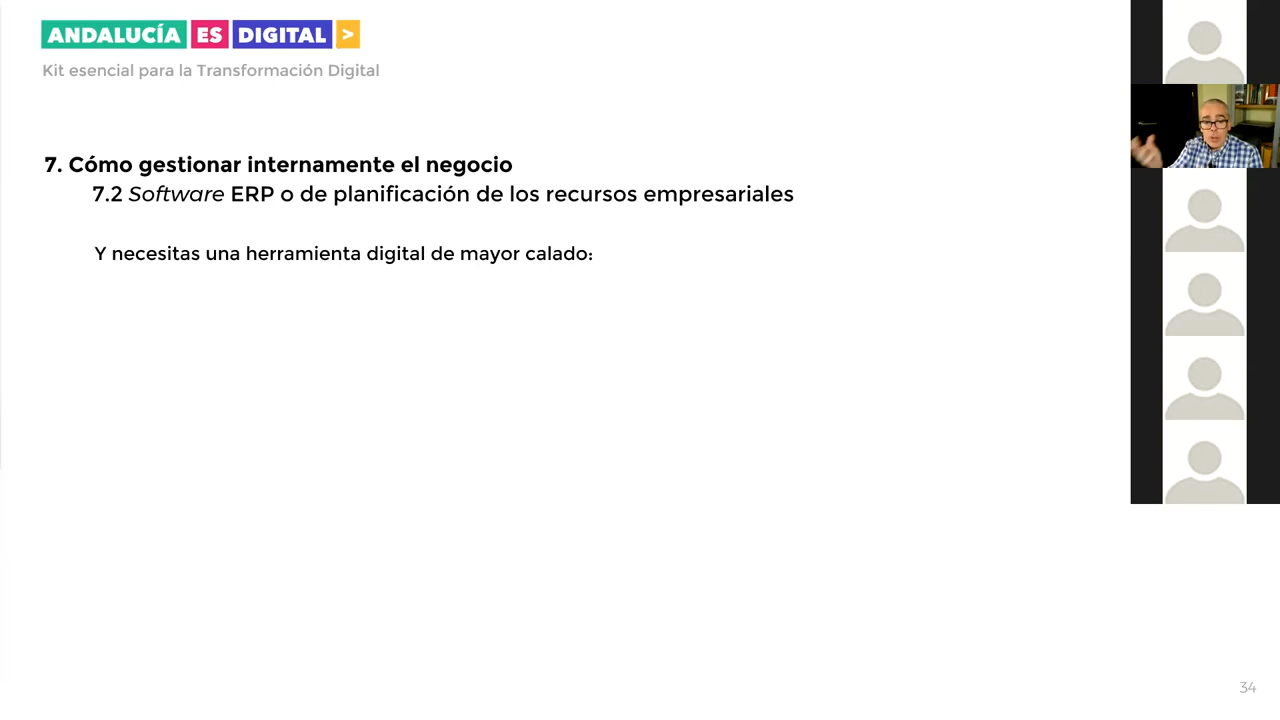 ANDALUCÍA ES DIGITAL >
Kit esencial para la Transformación Digital
7. Cómo gestionar internamente el negocio
7.2 Software ERP o de planificación de los recursos empresariales
Y necesitas una herramienta digital de mayor calado:
34